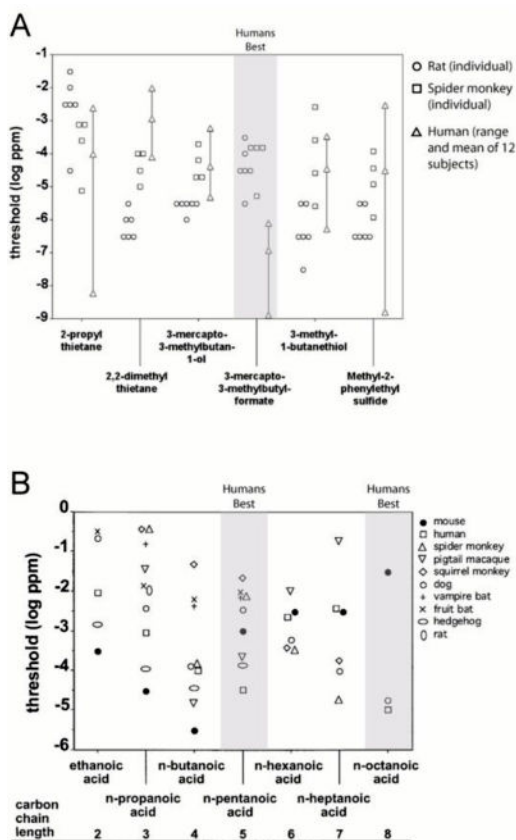 A
Humans
Best
-1
-2
-3
-4
-5
-6
-7
-8
-9
threshold (log ppm)
Rat (individual)
Spider monkey
(individual)
Human (range
and mean of 12
subjects)
2-propyl
thietane
3-mercapto-
3-methylbutan-
1-ol
3-methyl-
1-butanethiol
2,2-dimethyl
thietane
3-mercapto-
3-methylbutyl-
formate
Methyl-2-
phenylethyl
sulfide
B
Humans
Best
Humans
Best
0
-1
-2
-3
-4
-5
-6
threshold (log ppm)
mouse
human
spider monkey
pigtail macaque
squirrel monkey
dog
vampire bat
fruit bat
hedgehog
rat
ethanoic
acid
n-butanoic
acid
n-hexanoic
acid
n-octanoic
acid
n-propanoic
acid
n-pentanoic
acid
n-heptanoic
acid
carbon
chain
length
2 3 4 5 6 7 8